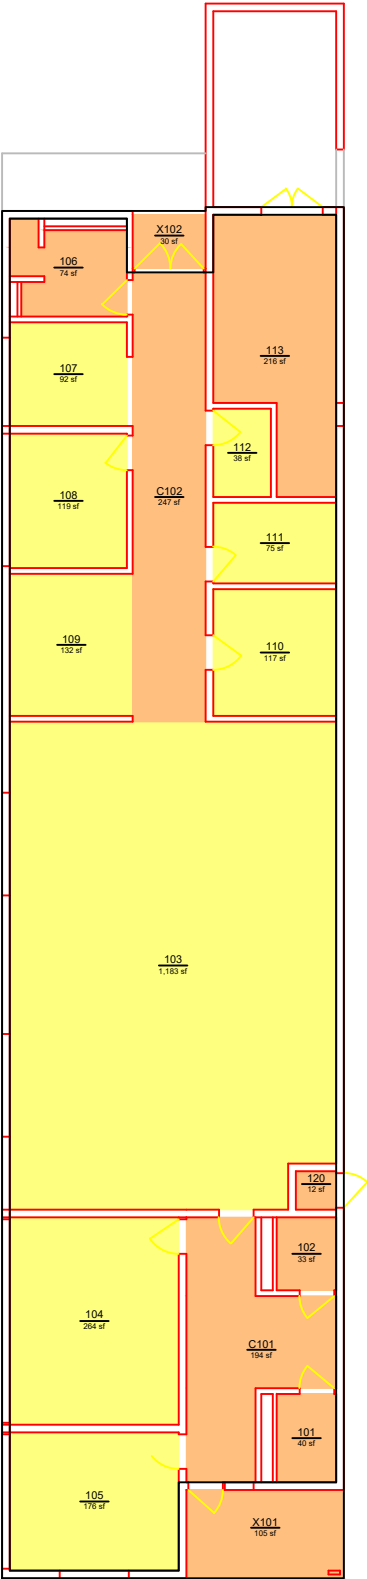 X102
30 sf
106
74 sf
113
216 sf
107
92 sf
112
38 sf
108
119 sf
C102
247 sf
111
75 sf
109
132 sf
110
117 sf
103
1,183 sf
120
12 sf
102
33 sf
104
264 sf
C101
194 sf
101
40 sf
105
176 sf
X101
105 sf